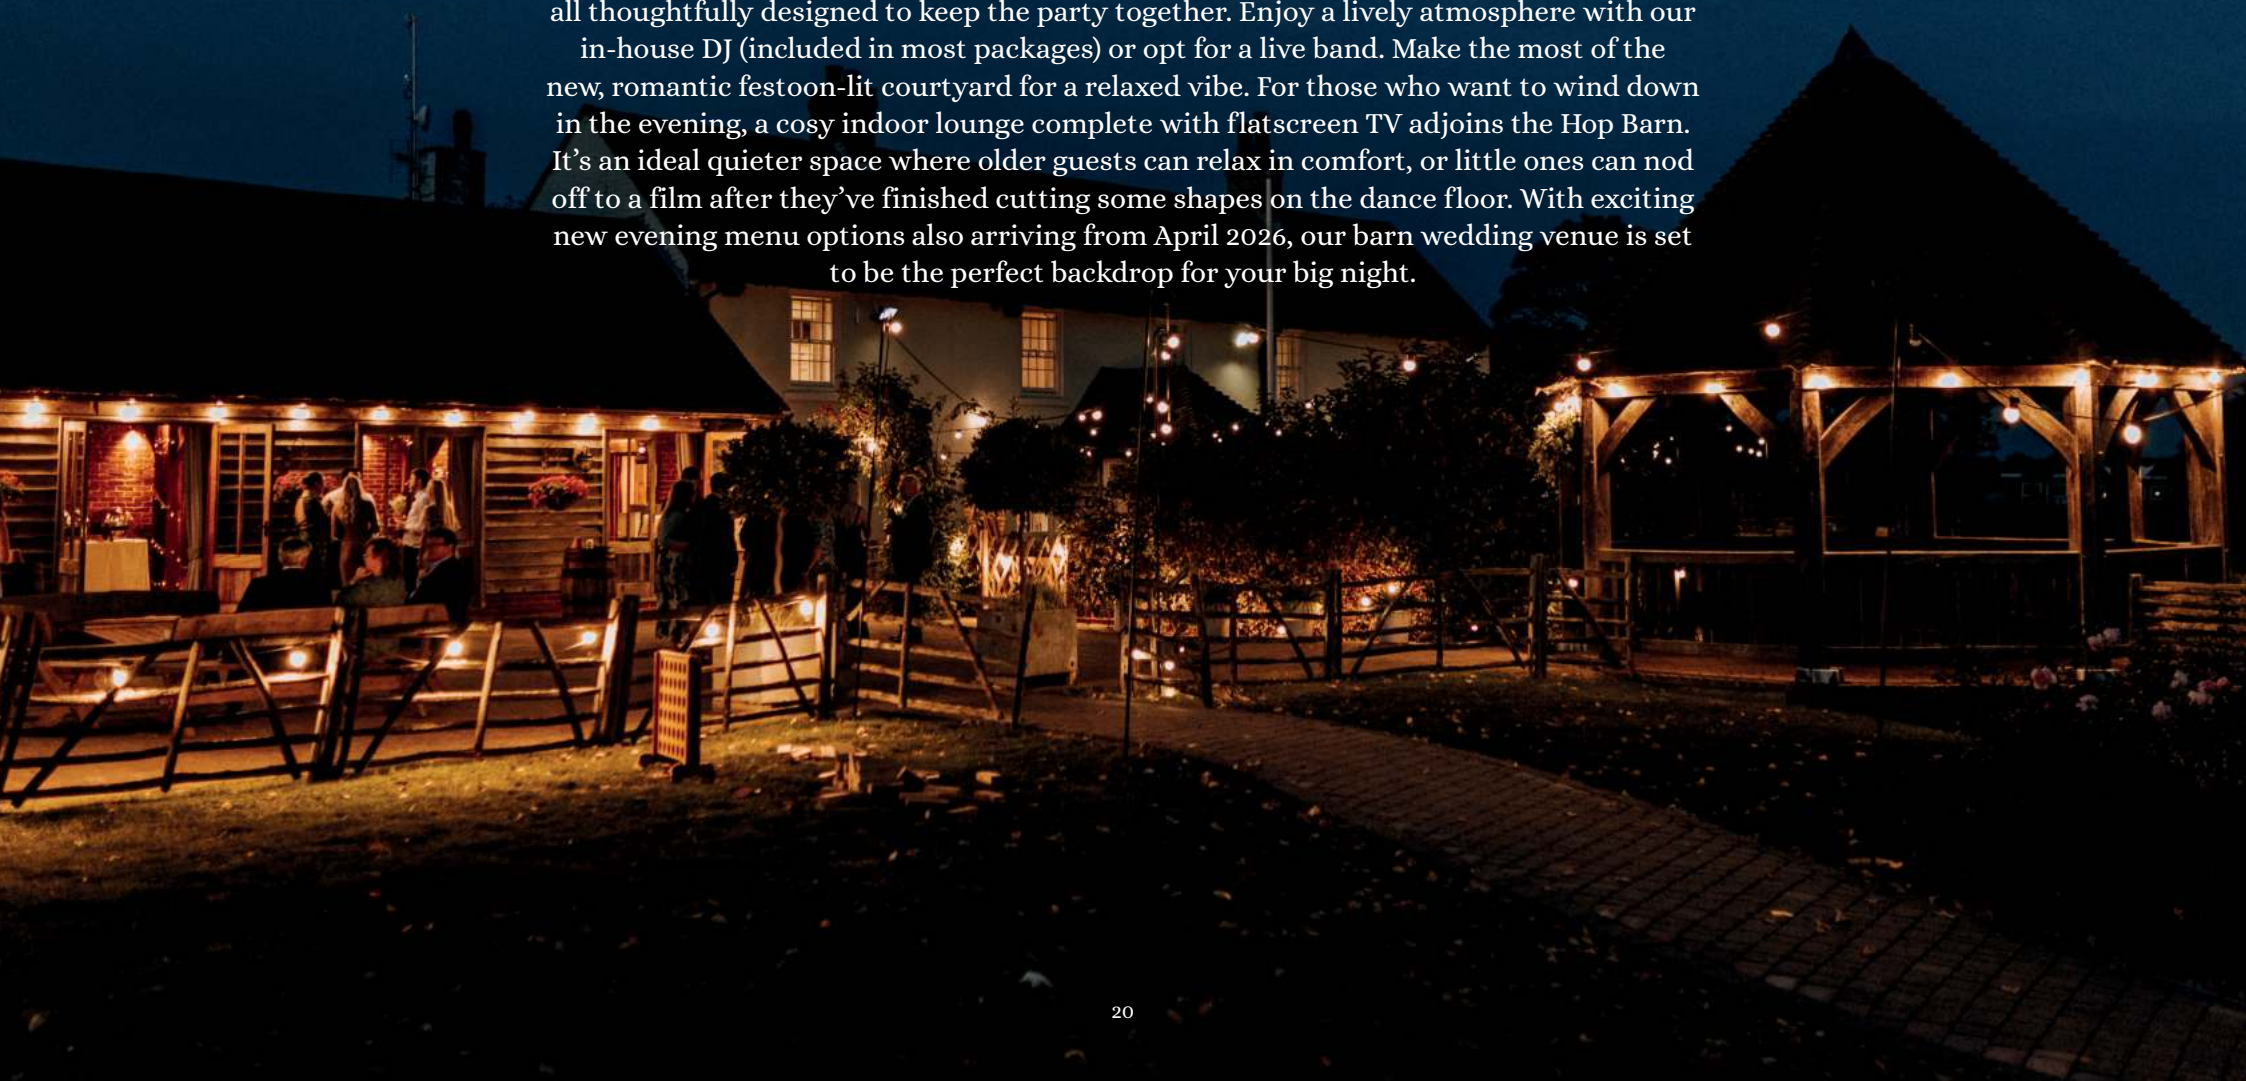 all thoughtfully designed to keep the party together. Enjoy a lively atmosphere with our
in-house DJ (included in most packages) or opt for a live band. Make the most of the
new, romantic festoon-lit courtyard for a relaxed vibe. For those who want to wind down
in the evening, a cosy indoor lounge complete with flatscreen TV adjoins the Hop Barn.
It’s an ideal quieter space where older guests can relax in comfort, or little ones can nod
off to a film after they’ve finished cutting some shapes on the dance floor. With exciting
new evening menu options also arriving from April 2026, our barn wedding venue is set
to be the perfect backdrop for your big night.
20